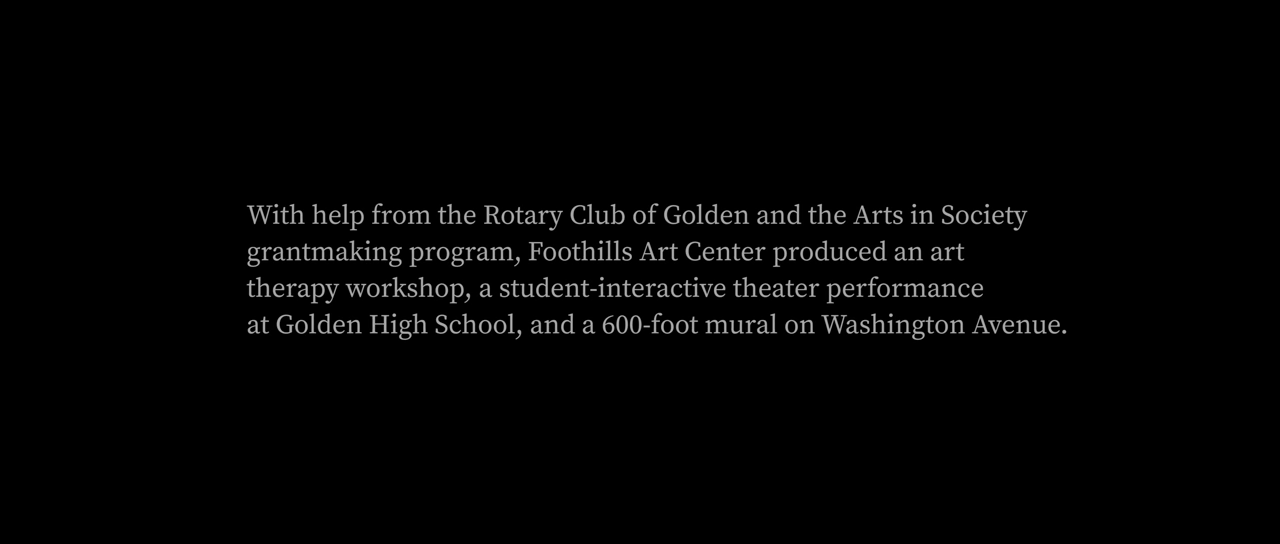 With help from the Rotary Club of Golden and the Arts in Society
grantmaking program, Foothills Art Center produced an art
therapy workshop, a student-interactive theater performance
at Golden High School, and a 600-foot mural on Washington Avenue.